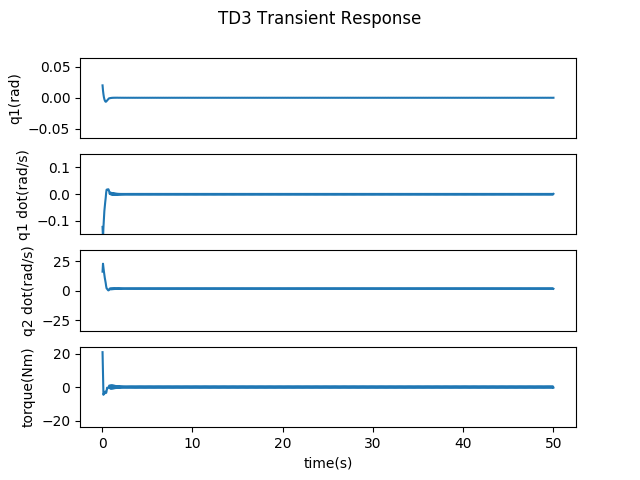 TD3 Transient Response
q1(rad)
0.05
0.00
−0.05
q1 dot(rad/s)
0.1
0.0
−0.1
q2 dot(rad/s)
25
0
−25
torque(Nm)
20
0
−20
0 10 20 30 40 50
time(s)